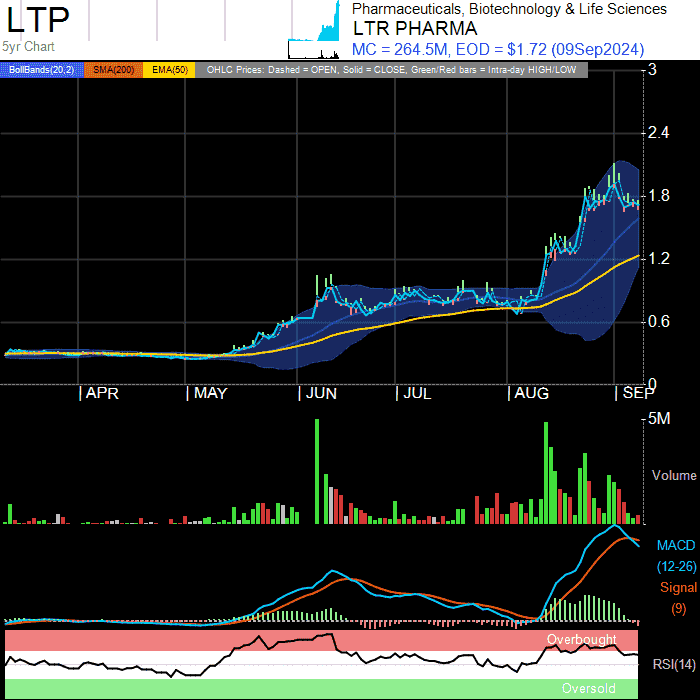 LTP
5yr Chart
Pharmaceuticals, Biotechnology & Life Sciences
LTR PHARMA
MC = 264.5M, EOD = $1.72 (09Sep2024)
BollBands(20,2) SMA(200) EMA(50) OHLC Prices: Dashed = OPEN, Solid = CLOSE, Green/Red bars = Intra-day HIGH/LOW
3
2.4
1.8
1.2
0.6
0
APR MAY JUN JUL AUG SEP
5M
Volume
MACD
(12-26)
Signal
(9)
Overbought
RSI(14)
Oversold